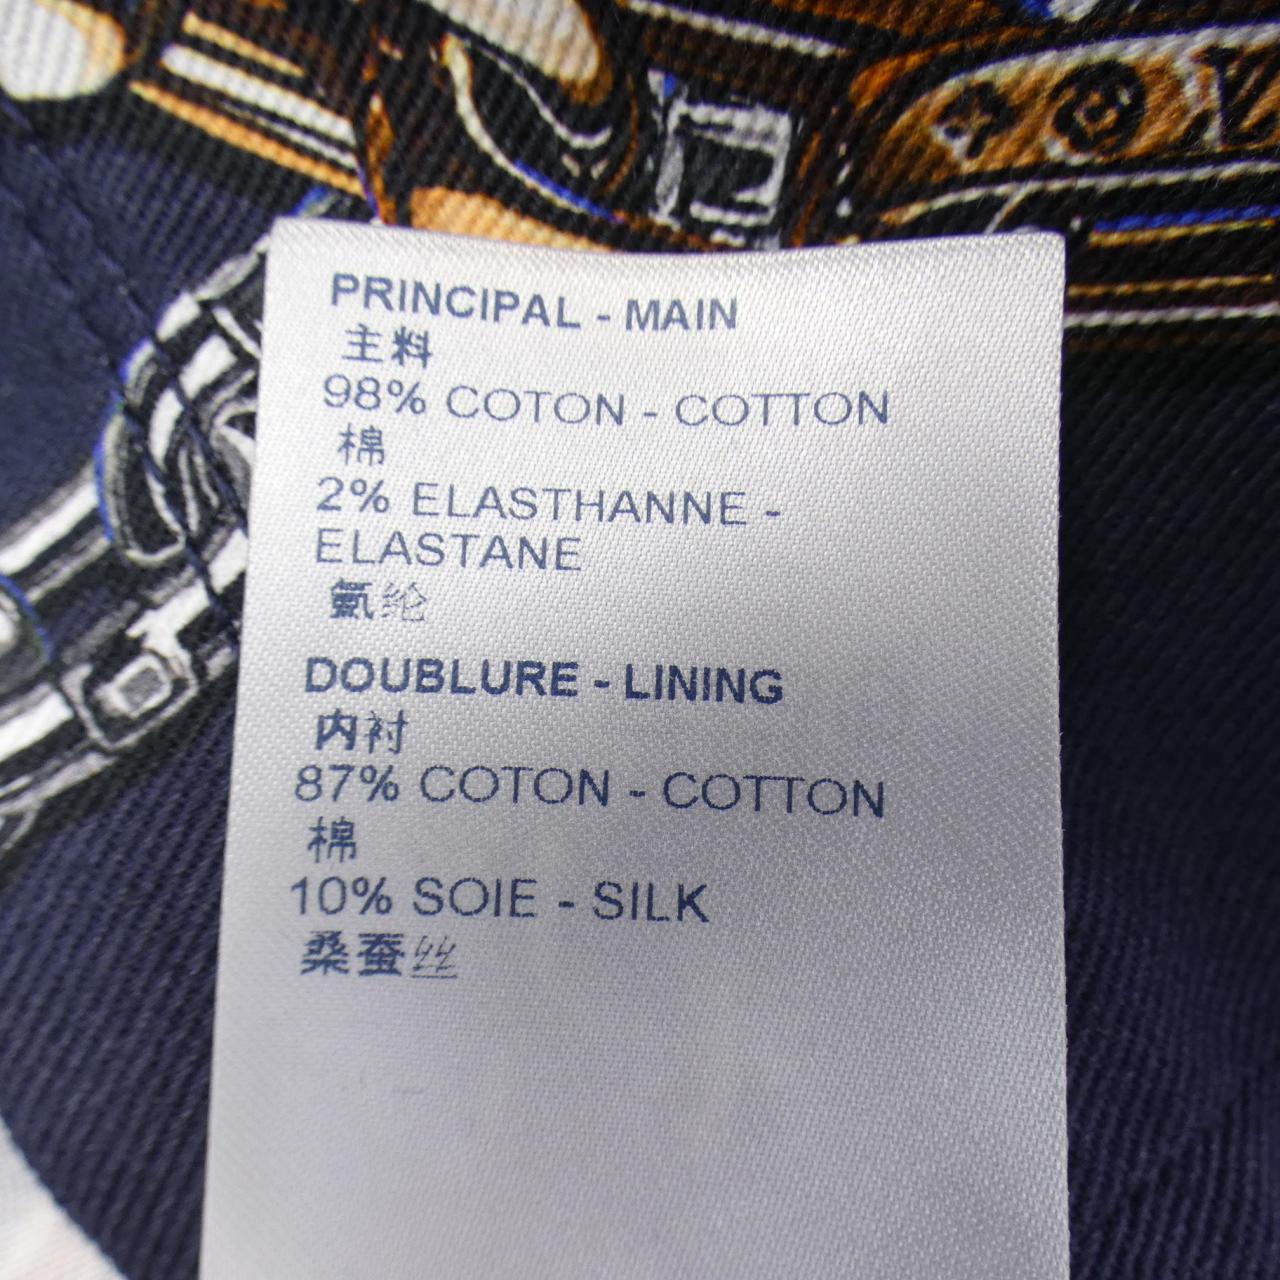 PRINCIPAL - MAIN
主料
98% COTON - COTTON
棉
2% ELASTHANNE -
ELASTANE
氨纶
DOUBLURE - LINING
内衬
87% COTON - COTTON
棉
10% SOIE - SILK
桑蚕丝